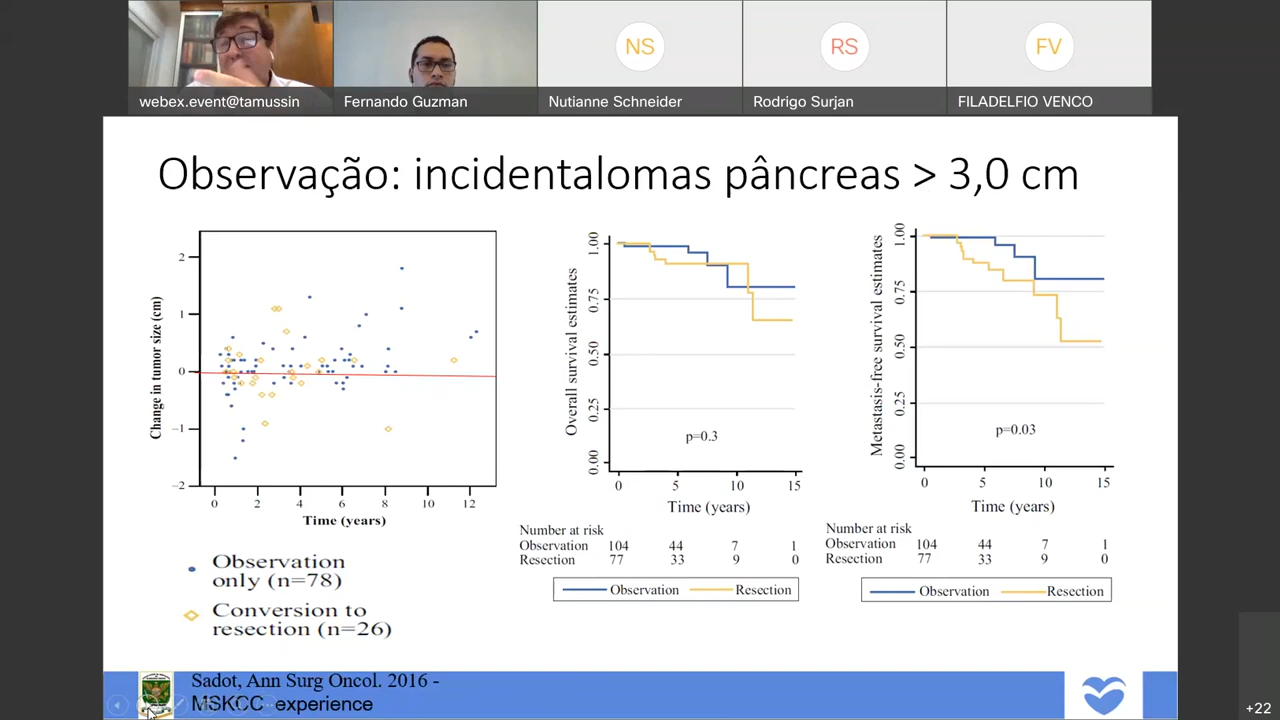 NS
RS
FV
webex.event@tamussin
Fernando Guzman
Nutianne Schneider
Rodrigo Surjan
FILADELFIO VENCO
Observação: incidentalomas pâncreas > 3,0 cm
Change in tumor size (cm)
2
1
0
−1
−2
0 2 4 6 8 10 12
Time (years)
Observation
only (n=78)
Conversion to
resection (n=26)
Overall survival estimates
1.00
0.75
0.50
0.25
0.00
p=0.3
0 5 10 15
Time (years)
Number at risk
Observation 104 44 7 1
Resection 77 33 9 0
Observation Resection
Metastasis-free survival estimates
1.00
0.75
0.50
0.25
0.00
p=0.03
0 5 10 15
Time (years)
Number at risk
Observation 104 44 7 1
Resection 77 33 9 0
Observation Resection
Sadot, Ann Surg Oncol. 2016 -
MSKCC experience
+22